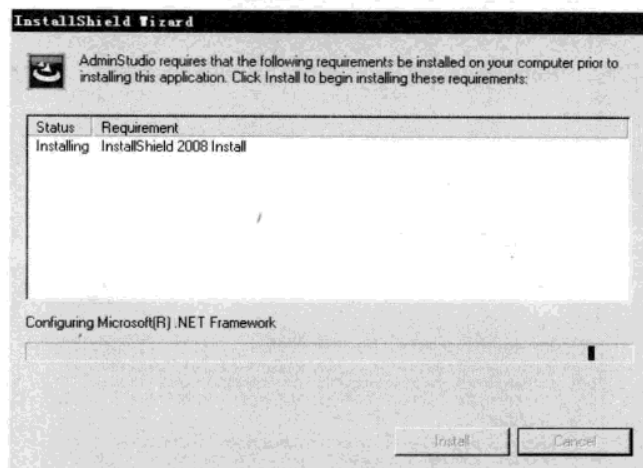 InstallShield Wizard
AdminStudio requires that the following requirements be installed on your computer prior to
installing this application. Click Install to begin installing these requirements:
Status Requirement
Installing InstallShield 2008 Install
Configuring Microsoft(R) .NET Framework
Install Cancel